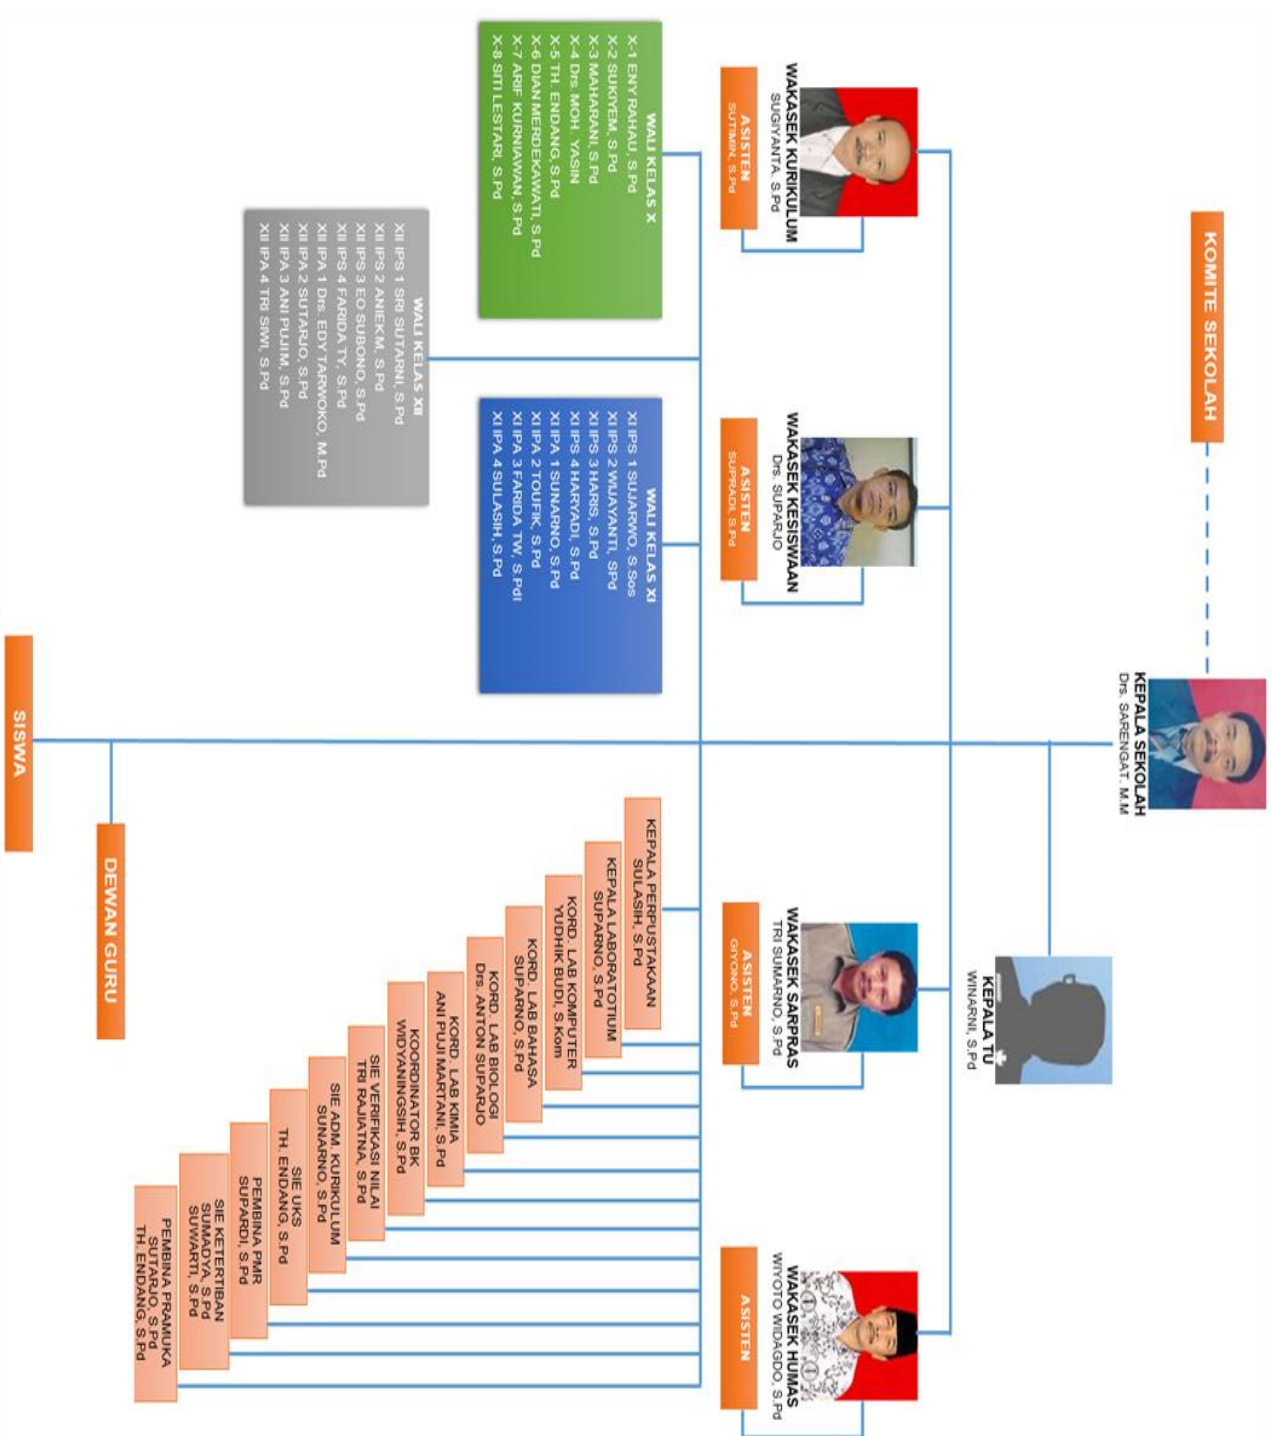 KOMITE SEKOLAH
KEPALA SEKOLAH
Drs. SARENGAT. M.M
KEPALA TU
WINARNI, S.Pd
WAKASEK KURIKULUM
SUGIYANTA. S.Pd
ASISTEN
SUTIMIN, S.Pd
WAKASEK KESISWAAN
Drs. SUPARJO
ASISTEN
SUPRADI, S.Pd
WAKASEK SARPRAS
TRI SUMARNO, S.Pd
ASISTEN
GIYONO, S.Pd
WAKASEK HUMAS
WIYOTO WIDAGDO, S.Pd
ASISTEN
WALI KELAS X
X-1 ENY RAHAU, S.Pd
X-2 SUKIYEM, S.Pd
X-3 MAHARANI, S.Pd
X-4 Drs. MOH. YASIN
X-5 TH. ENDANG, S.Pd
X-6 DIAN MERDEKAWATI, S.Pd
X-7 ARIF KURNIAWAN, S.Pd
X-8 SITI LESTARI, S.Pd
WALI KELAS XI
XI IPS 1 SUJARWO, S.Sos
XI IPS 2 WIJAYANTI, SPd
XI IPS 3 HARIS, S.Pd
XI IPS 4 HARYADI, S.Pd
XI IPA 1 SUNARNO, S.Pd
XI IPA 2 TOUFIK, S.Pd
XI IPA 3 FARIDA TW, S.PdI
XI IPA 4 SULASIH, S.Pd
WALI KELAS XII
XII IPS 1 SRI SUTARNI, S.Pd
XII IPS 2 ANIEK M, S.Pd
XII IPS 3 EO SUBONO, S.Pd
XII IPS 4 FARIDA TY, S.Pd
XII IPA 1 Drs. EDY TARWOKO, M.Pd
XII IPA 2 SUTARJO, S.Pd
XII IPA 3 ANI PUJI M, S.Pd
XII IPA 4 TRI SIWI, S.Pd
KEPALA PERPUSTAKAAN
SULASIH, S.Pd
KEPALA LABORATOTIUM
SUPARNO, S.Pd
KORD. LAB KOMPUTER
YUDHIK BUDI, S.Kom
KORD. LAB BAHASA
SUPARNO, S.Pd
KORD. LAB BIOLOGI
Drs. ANTON SUPARJO
KORD. LAB KIMIA
ANI PUJI MARTANI, S.Pd
KOORDINATOR BK
WIDYANINGSIH, S.Pd
SIE VERIFIKASI NILAI
TRI RAJIATNA, S.Pd
SIE ADM. KURIKULUM
SUNARNO, S.Pd
SIE UKS
TH. ENDANG, S.Pd
PEMBINA PMR
SUPARDI, S.Pd
SIE KETERTIBAN
SUMADYA, S.Pd
SUWARTI, S.Pd
PEMBINA PRAMUKA
SUTARJO, S.Pd
TH. ENDANG, S.Pd
DEWAN GURU
SISWA